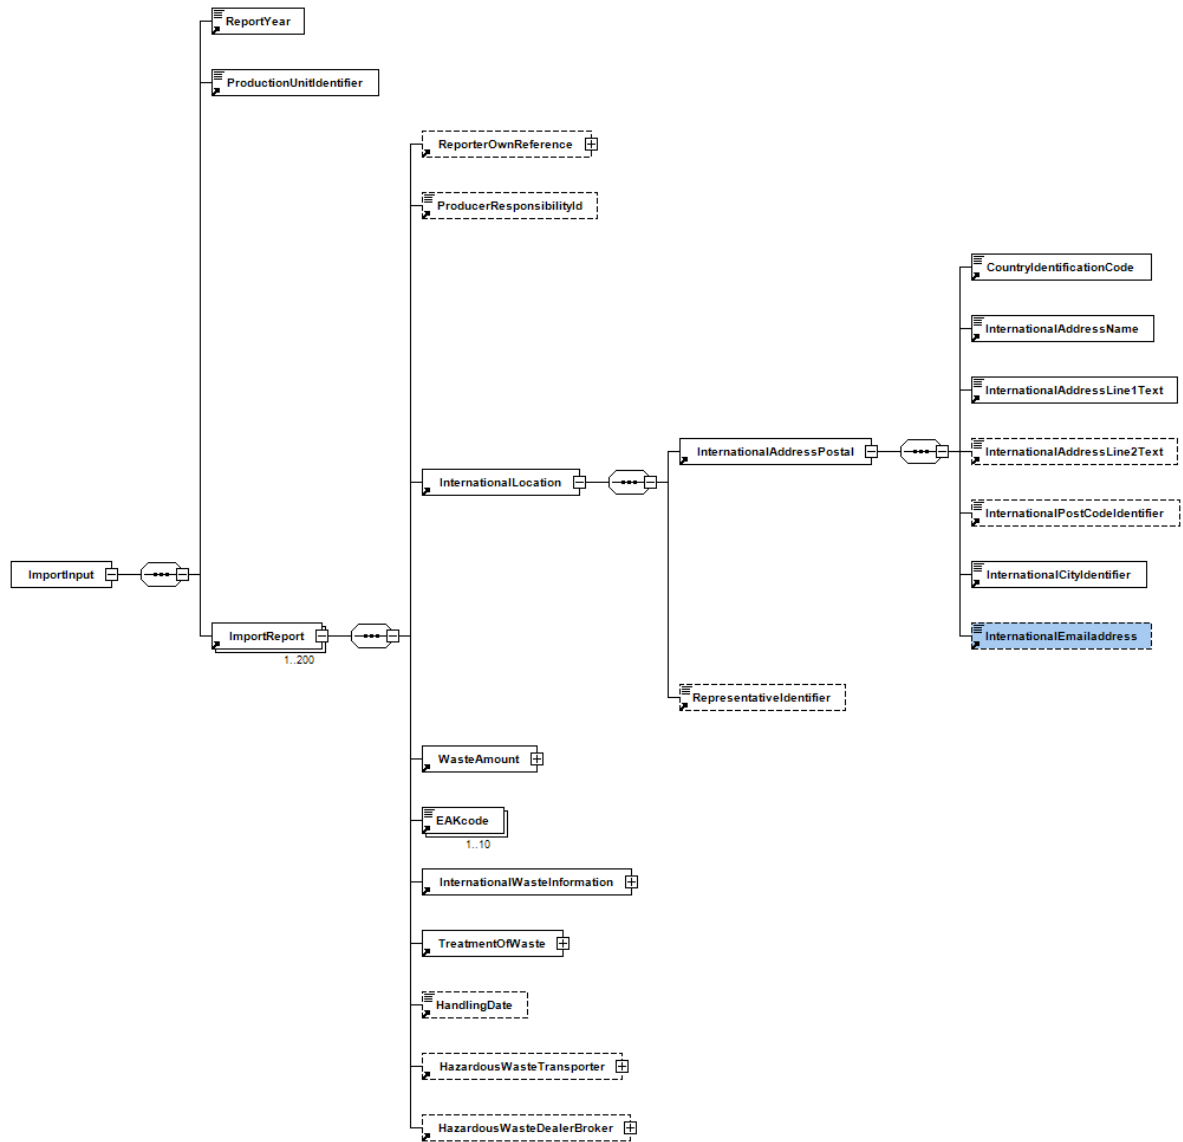 ReportYear
ProductionUnitIdentifier
ReporterOwnReference
ProducerResponsibilityId
CountryIdentificationCode
InternationalAddressName
InternationalAddressLine1Text
InternationalAddressPostal
InternationalAddressLine2Text
InternationalLocation
InternationalPostCodeIdentifier
ImportInput
InternationalCityIdentifier
ImportReport
1..200
InternationalEmailaddress
RepresentativeIdentifier
WasteAmount
EAKcode
1..10
InternationalWasteInformation
TreatmentOfWaste
HandlingDate
HazardousWasteTransporter
HazardousWasteDealerBroker